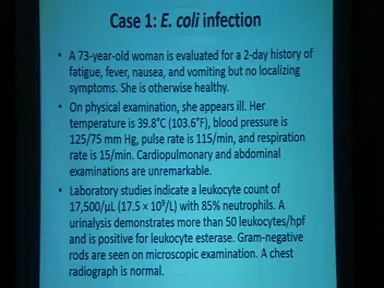 Case 1: E. coli infection
• A 73-year-old woman is evaluated for a 2-day history of
fatigue, fever, nausea, and vomiting but no localizing
symptoms. She is otherwise healthy.
• On physical examination, she appears ill. Her
temperature is 39.8°C (103.6°F), blood pressure is
125/75 mm Hg, pulse rate is 115/min, and respiration
rate is 15/min. Cardiopulmonary and abdominal
examinations are unremarkable.
• Laboratory studies indicate a leukocyte count of
17,500/µL (17.5 × 10⁹/L) with 85% neutrophils. A
urinalysis demonstrates more than 50 leukocytes/hpf
and is positive for leukocyte esterase. Gram-negative
rods are seen on microscopic examination. A chest
radiograph is normal.